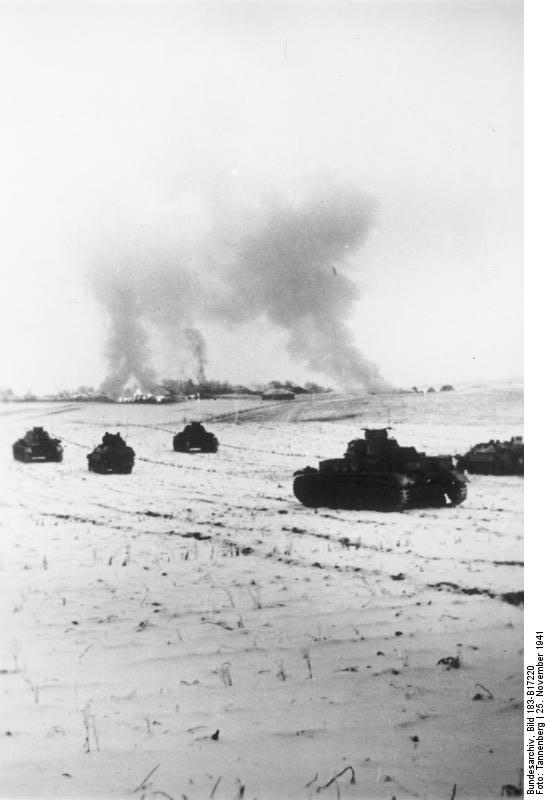 Bundesarchiv, Bild 183-B17220
Foto: Tannenberg | 25. November 1941